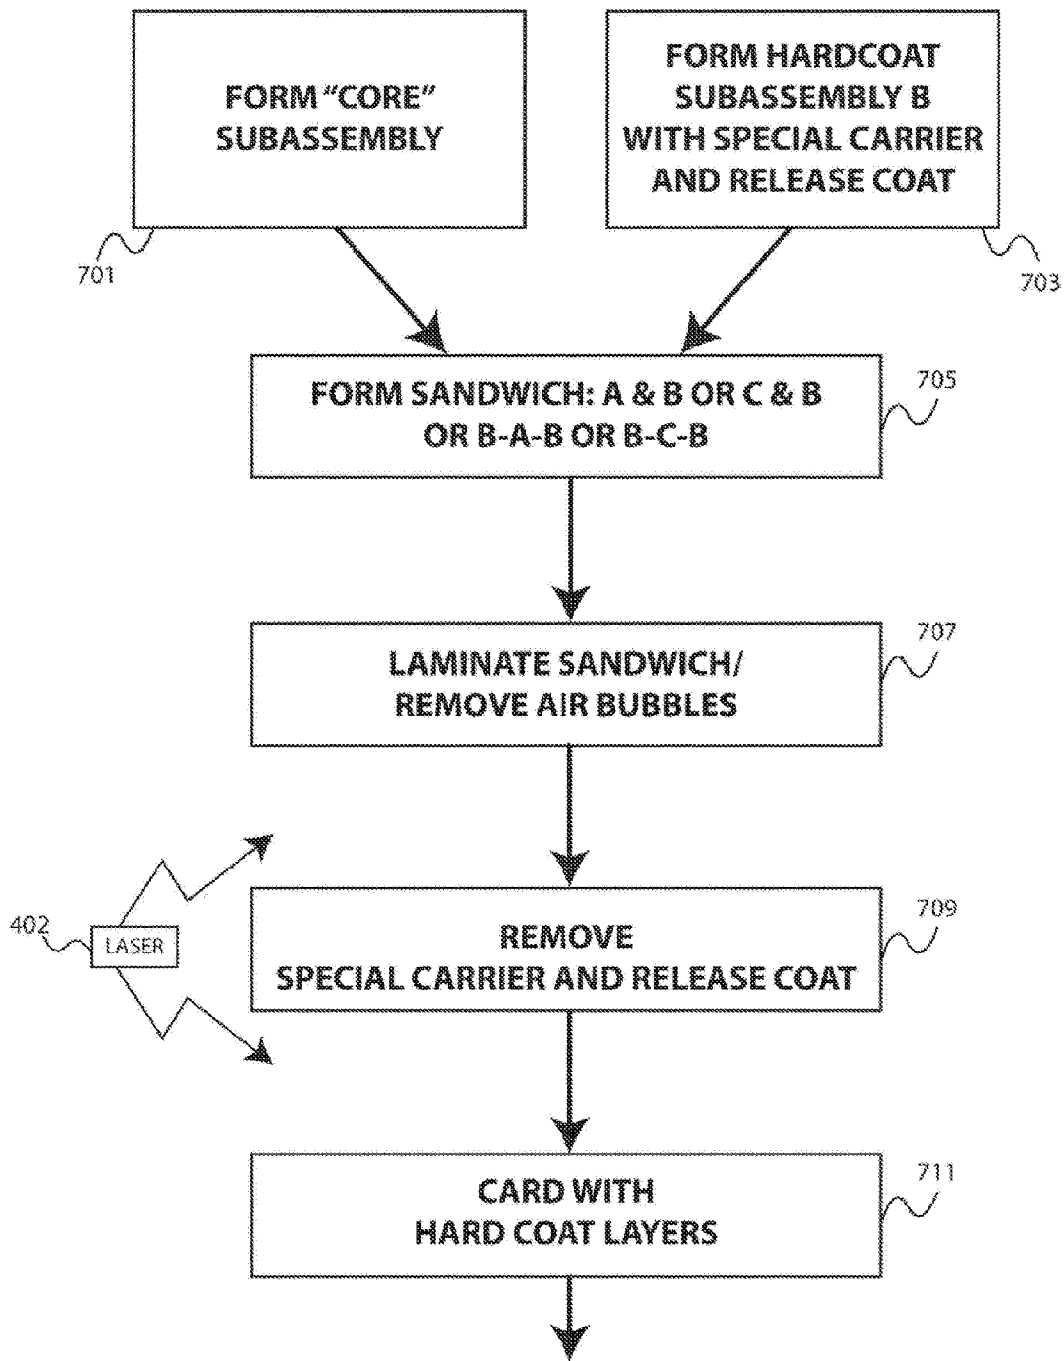 FORM “CORE”
SUBASSEMBLY
701
FORM HARDCOAT
SUBASSEMBLY B
WITH SPECIAL CARRIER
AND RELEASE COAT
703
FORM SANDWICH: A & B OR C & B
OR B-A-B OR B-C-B
705
LAMINATE SANDWICH/
REMOVE AIR BUBBLES
707
402
LASER
REMOVE
SPECIAL CARRIER AND RELEASE COAT
709
CARD WITH
HARD COAT LAYERS
711